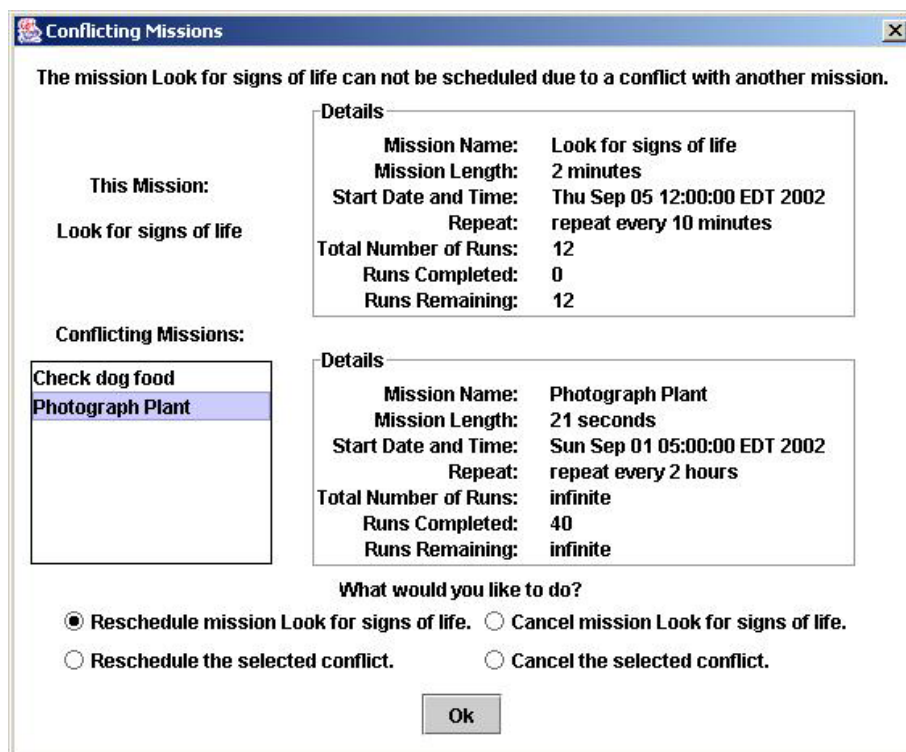 Conflicting Missions
The mission Look for signs of life can not be scheduled due to a conflict with another mission.
This Mission:
Look for signs of life
Details
Mission Name: Look for signs of life
Mission Length: 2 minutes
Start Date and Time: Thu Sep 05 12:00:00 EDT 2002
Repeat: repeat every 10 minutes
Total Number of Runs: 12
Runs Completed: 0
Runs Remaining: 12
Conflicting Missions:
Check dog food
Photograph Plant
Details
Mission Name: Photograph Plant
Mission Length: 21 seconds
Start Date and Time: Sun Sep 01 05:00:00 EDT 2002
Repeat: repeat every 2 hours
Total Number of Runs: infinite
Runs Completed: 40
Runs Remaining: infinite
What would you like to do?
Reschedule mission Look for signs of life. Cancel mission Look for signs of life.
Reschedule the selected conflict. Cancel the selected conflict.
Ok